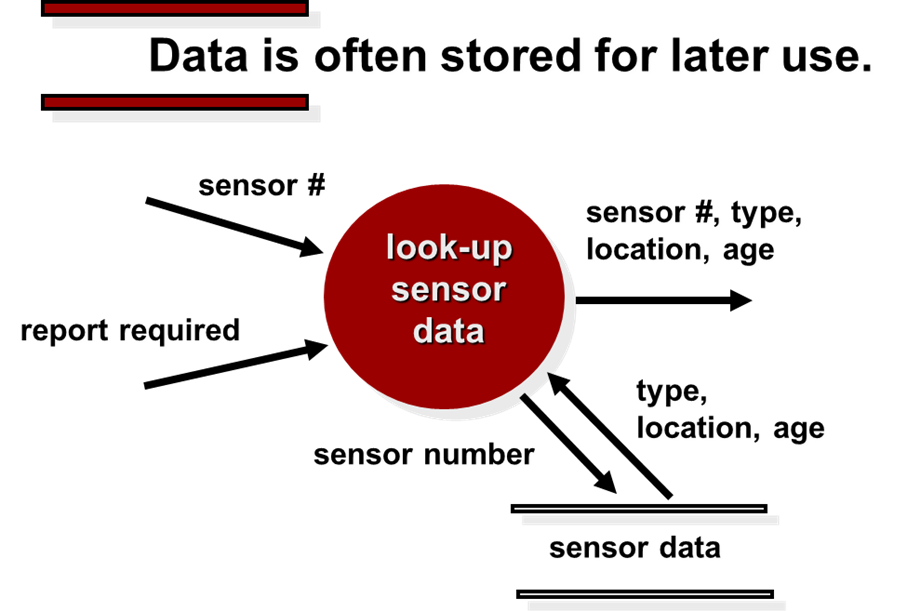 Data is often stored for later use.
sensor #
look-up
sensor
data
sensor #, type,
location, age
report required
type,
location, age
sensor number
sensor data